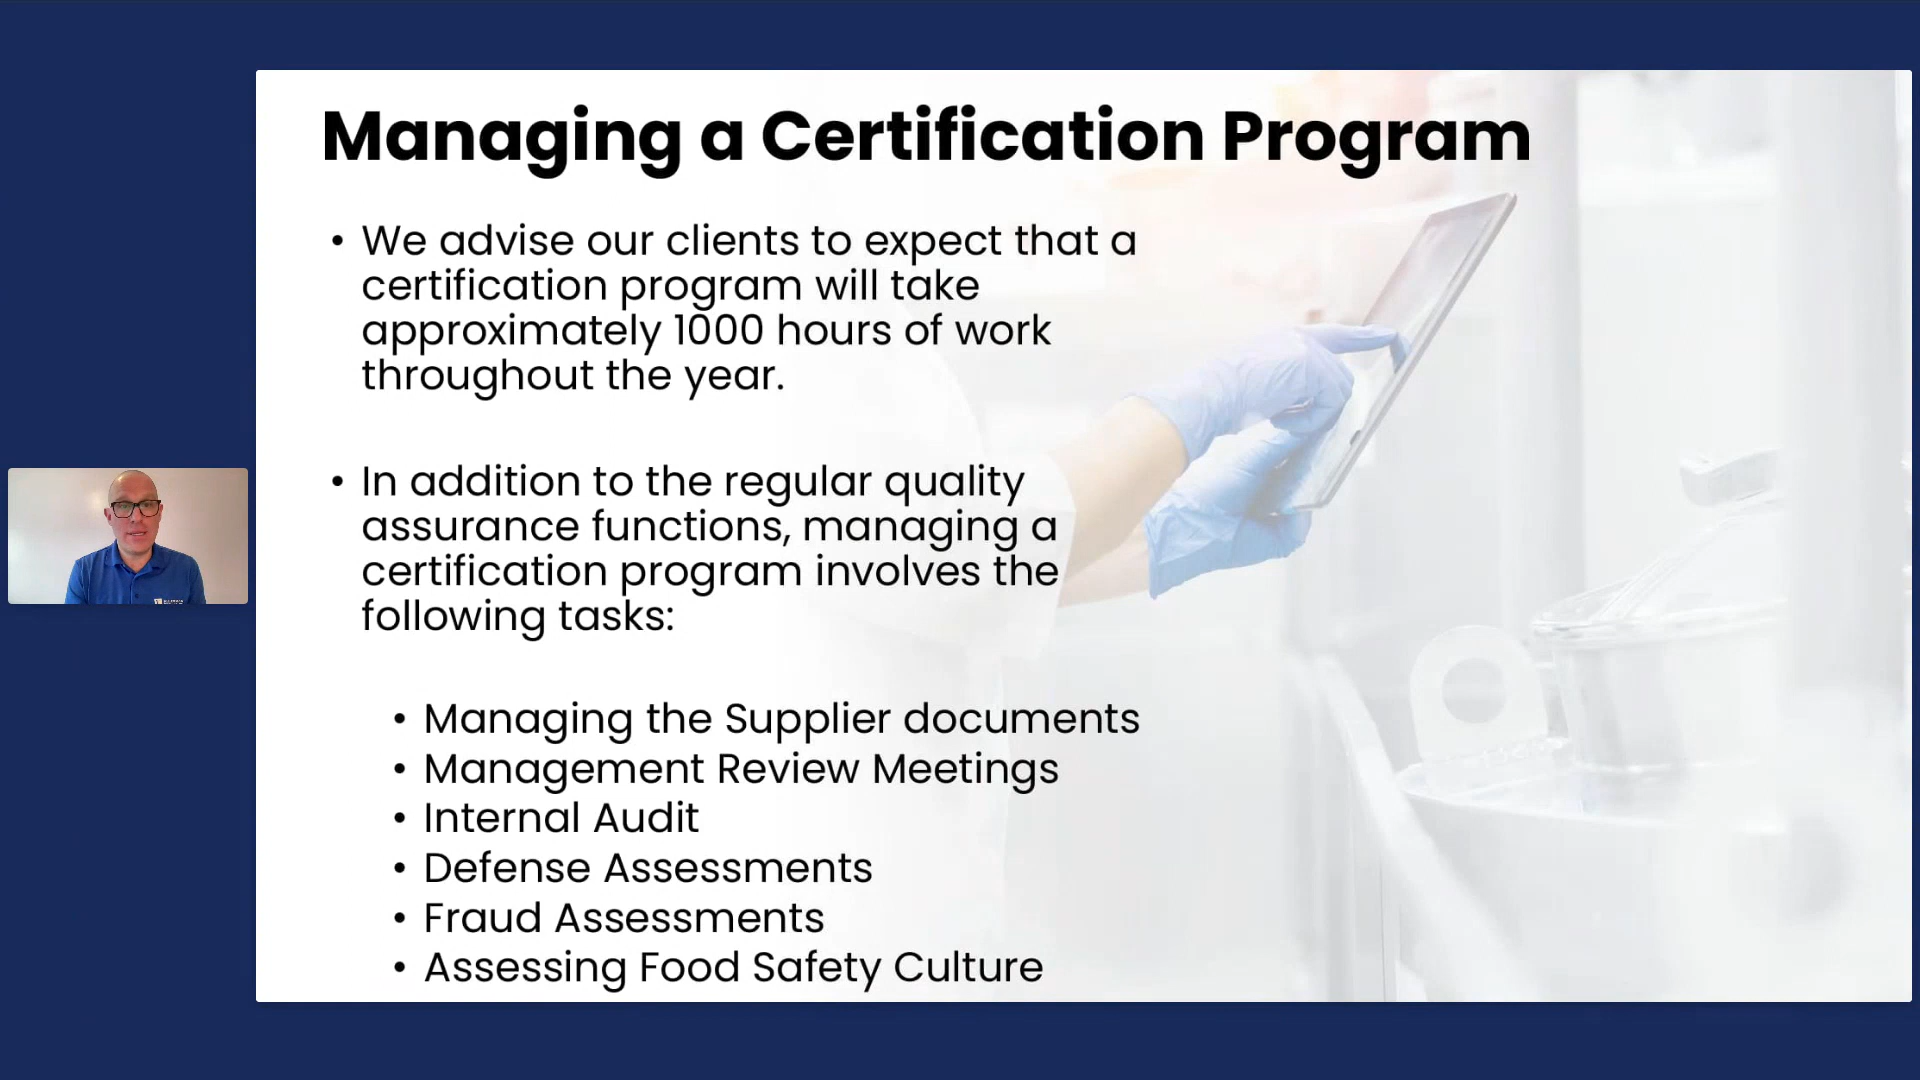 Managing a Certification Program
• We advise our clients to expect that a
certification program will take
approximately 1000 hours of work
throughout the year.
• In addition to the regular quality
assurance functions, managing a
certification program involves the
following tasks:
• Managing the Supplier documents
• Management Review Meetings
• Internal Audit
• Defense Assessments
• Fraud Assessments
• Assessing Food Safety Culture